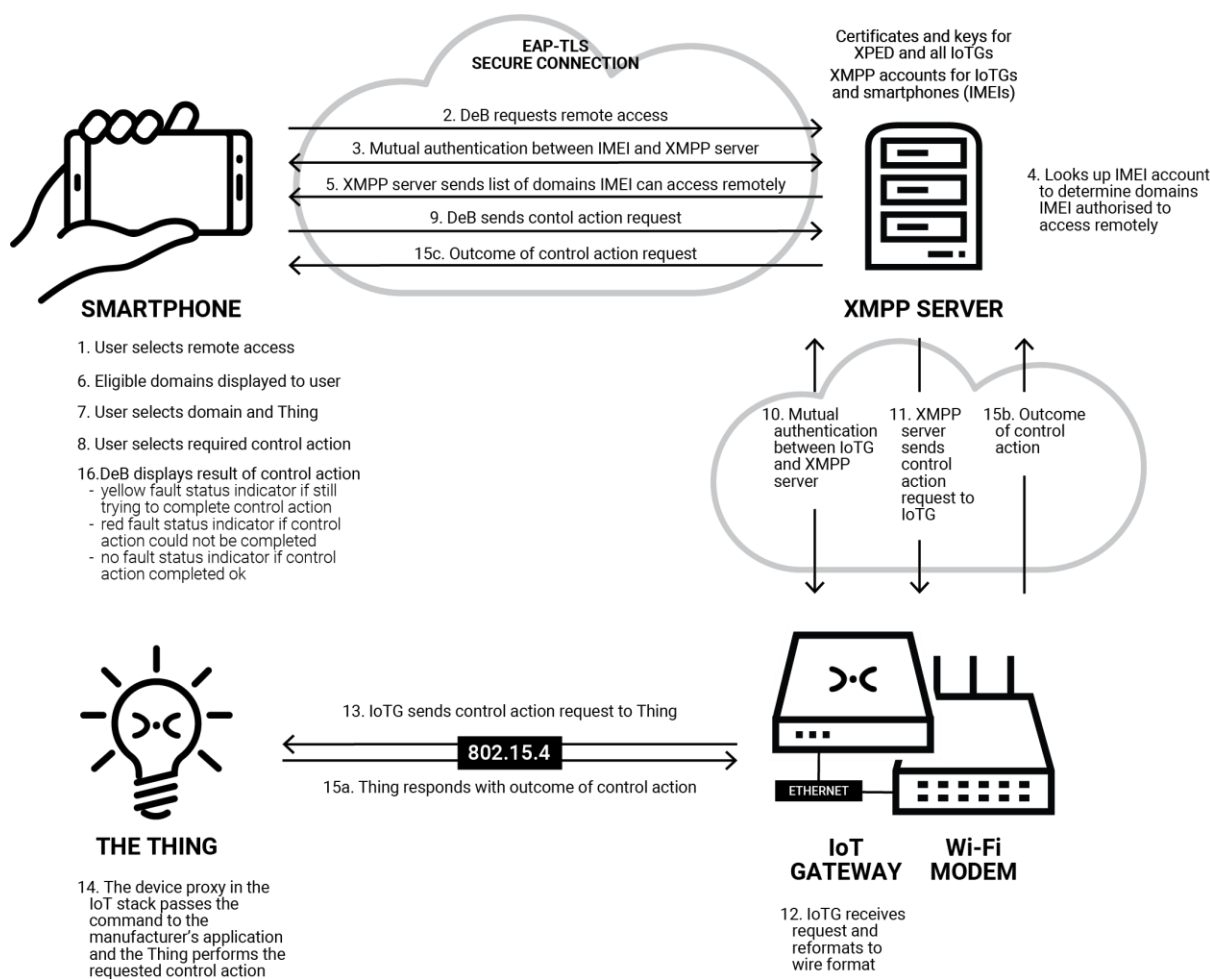 EAP-TLS
SECURE CONNECTION
Certificates and keys for
XPED and all IoTGs
XMPP accounts for IoTGs
and smartphones (IMEIs)
2. DeB requests remote access
3. Mutual authentication between IMEI and XMPP server
5. XMPP server sends list of domains IMEI can access remotely
9. DeB sends contol action request
15c. Outcome of control action request
4. Looks up IMEI account
to determine domains
IMEI authorised to
access remotely
SMARTPHONE
1. User selects remote access
6. Eligible domains displayed to user
7. User selects domain and Thing
8. User selects required control action
16.DeB displays result of control action
- yellow fault status indicator if still
trying to complete control action
- red fault status indicator if control
action could not be completed
- no fault status indicator if control
action completed ok
XMPP SERVER
10. Mutual
authentication
between IoTG
and XMPP
server
11. XMPP
server
sends
control
action
request to
IoTG
15b. Outcome
of control
action
13. IoTG sends control action request to Thing
802.15.4
15a. Thing responds with outcome of control action
ETHERNET
THE THING
14. The device proxy in the
IoT stack passes the
command to the
manufacturer's application
and the Thing performs the
requested control action
IoT
GATEWAY
Wi-Fi
MODEM
12. IoTG receives
request and
reformats to
wire format